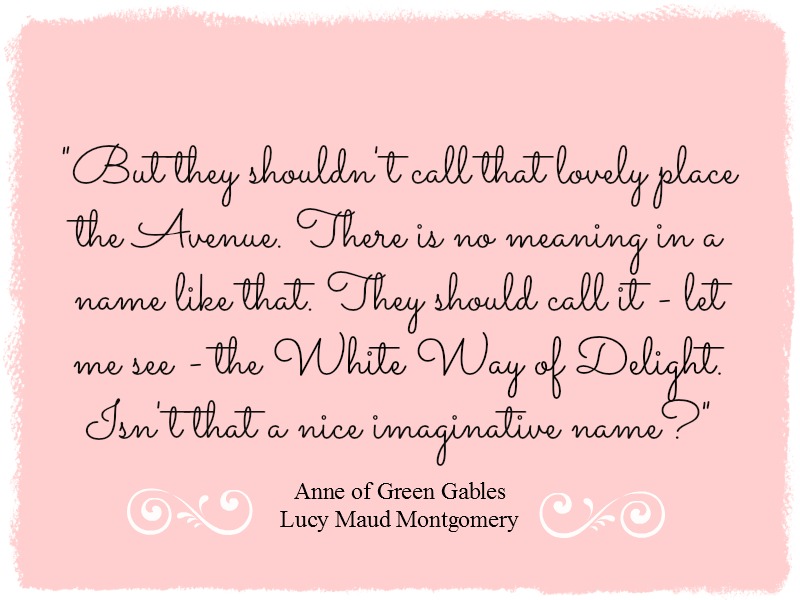 "But they shouldn't call that lovely place
the Avenue. There is no meaning in a
name like that. They should call it - let
me see - the White Way of Delight.
Isn't that a nice imaginative name?"
Anne of Green Gables
Lucy Maud Montgomery